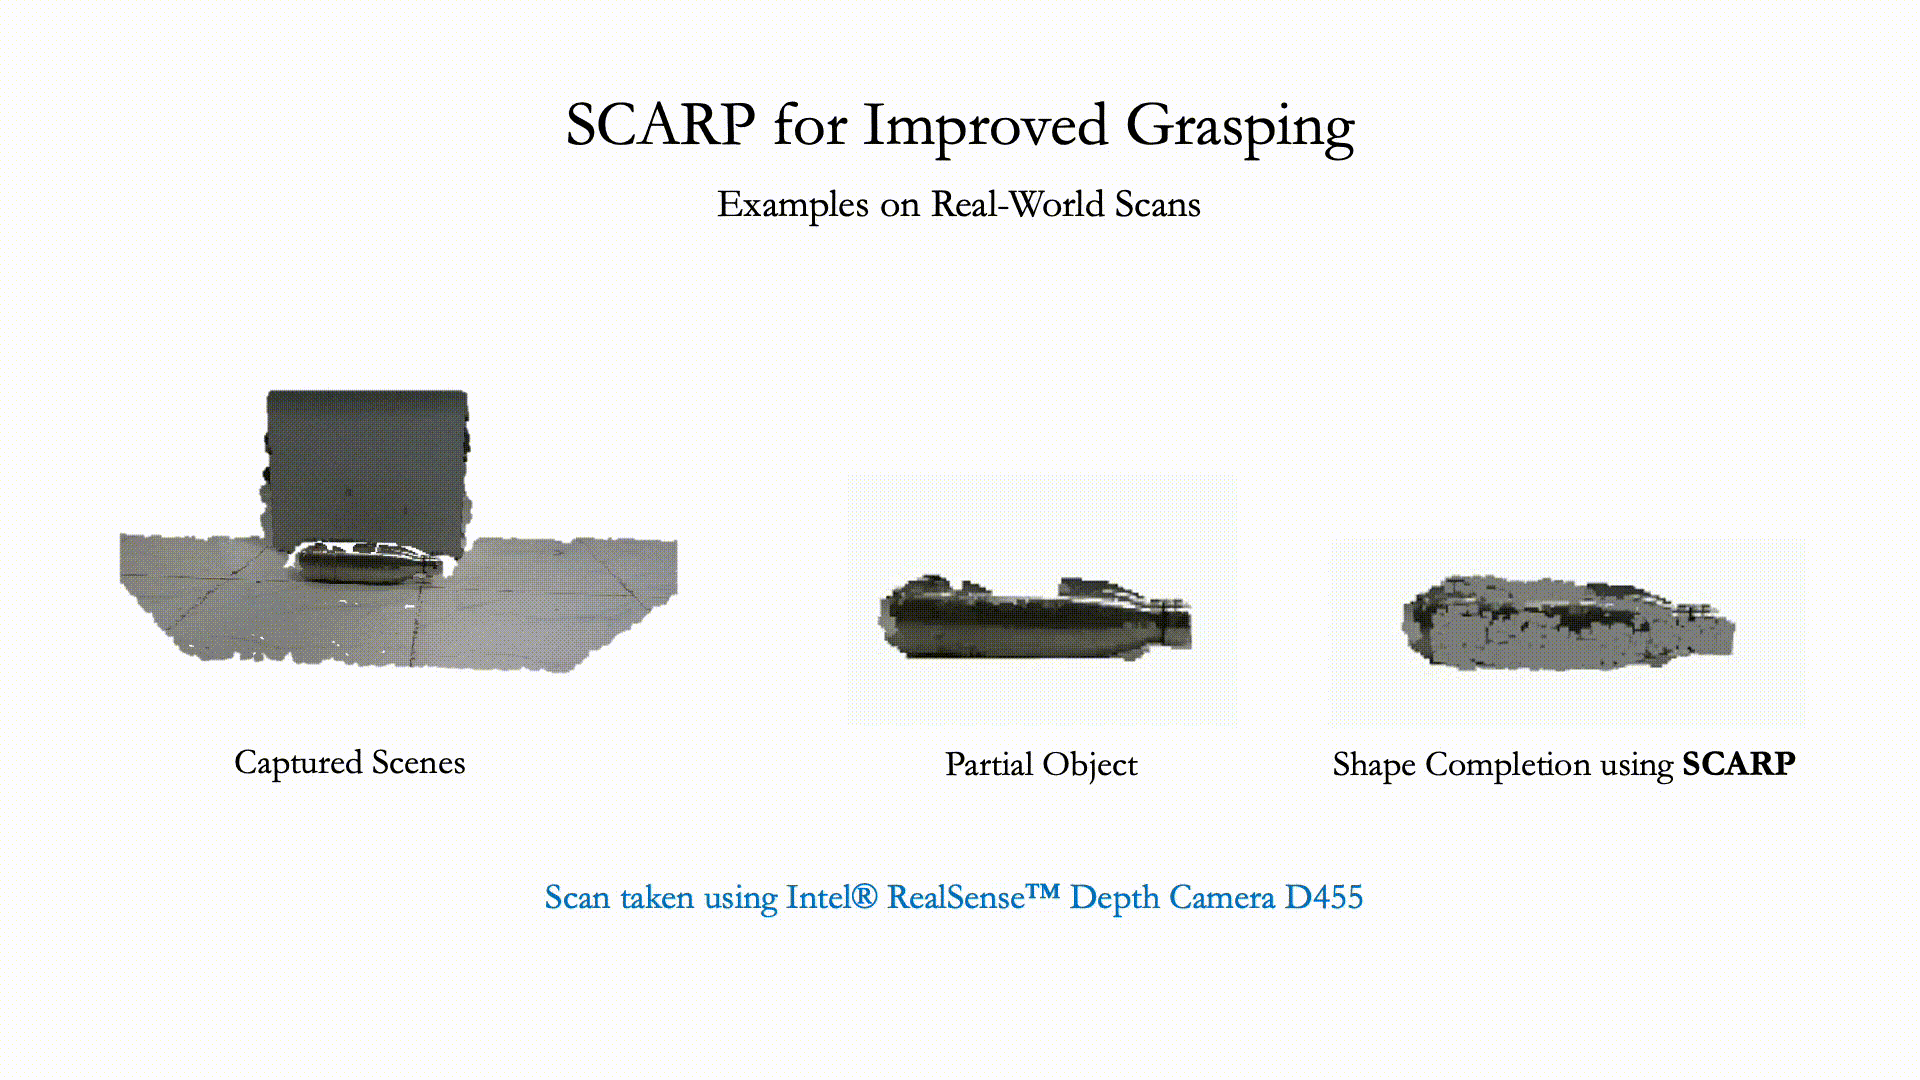 SCARP for Improved Grasping
Examples on Real-World Scans
Captured Scenes
Partial Object
Shape Completion using SCARP
Scan taken using Intel® RealSense™ Depth Camera D455